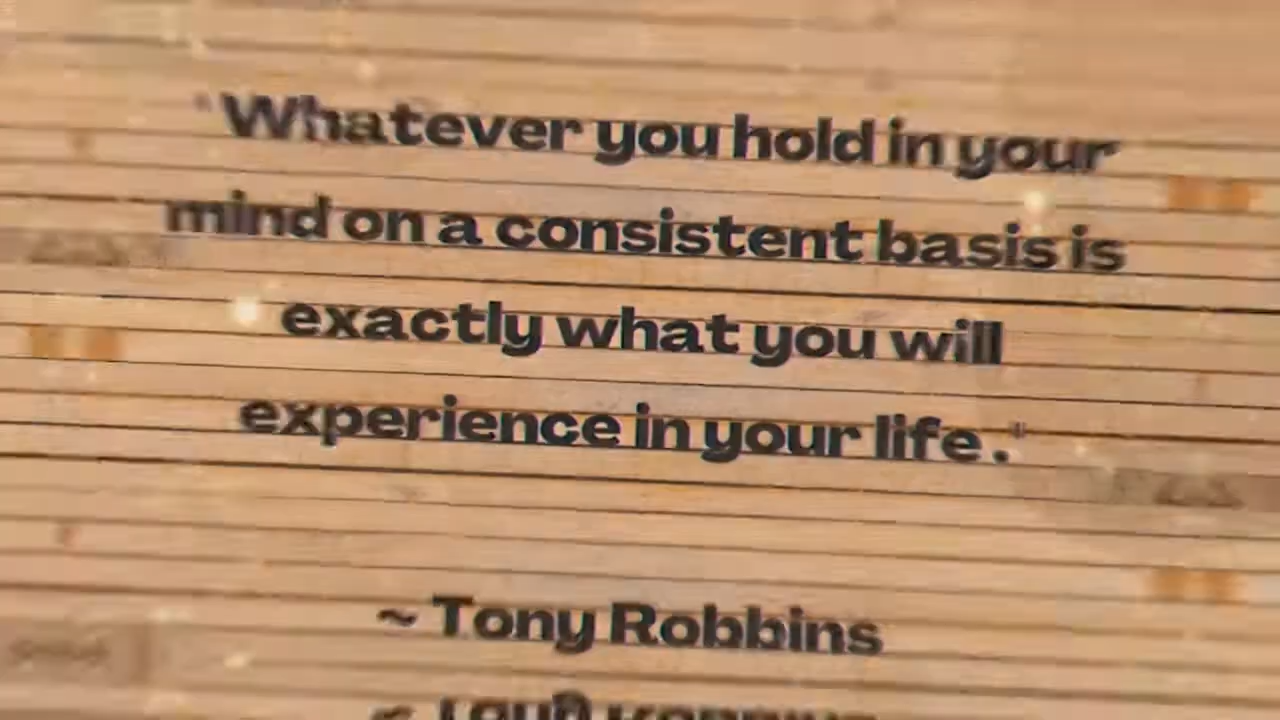 "Whatever you hold in your
mind on a consistent basis is
exactly what you will
experience in your life."
~ Tony Robbins